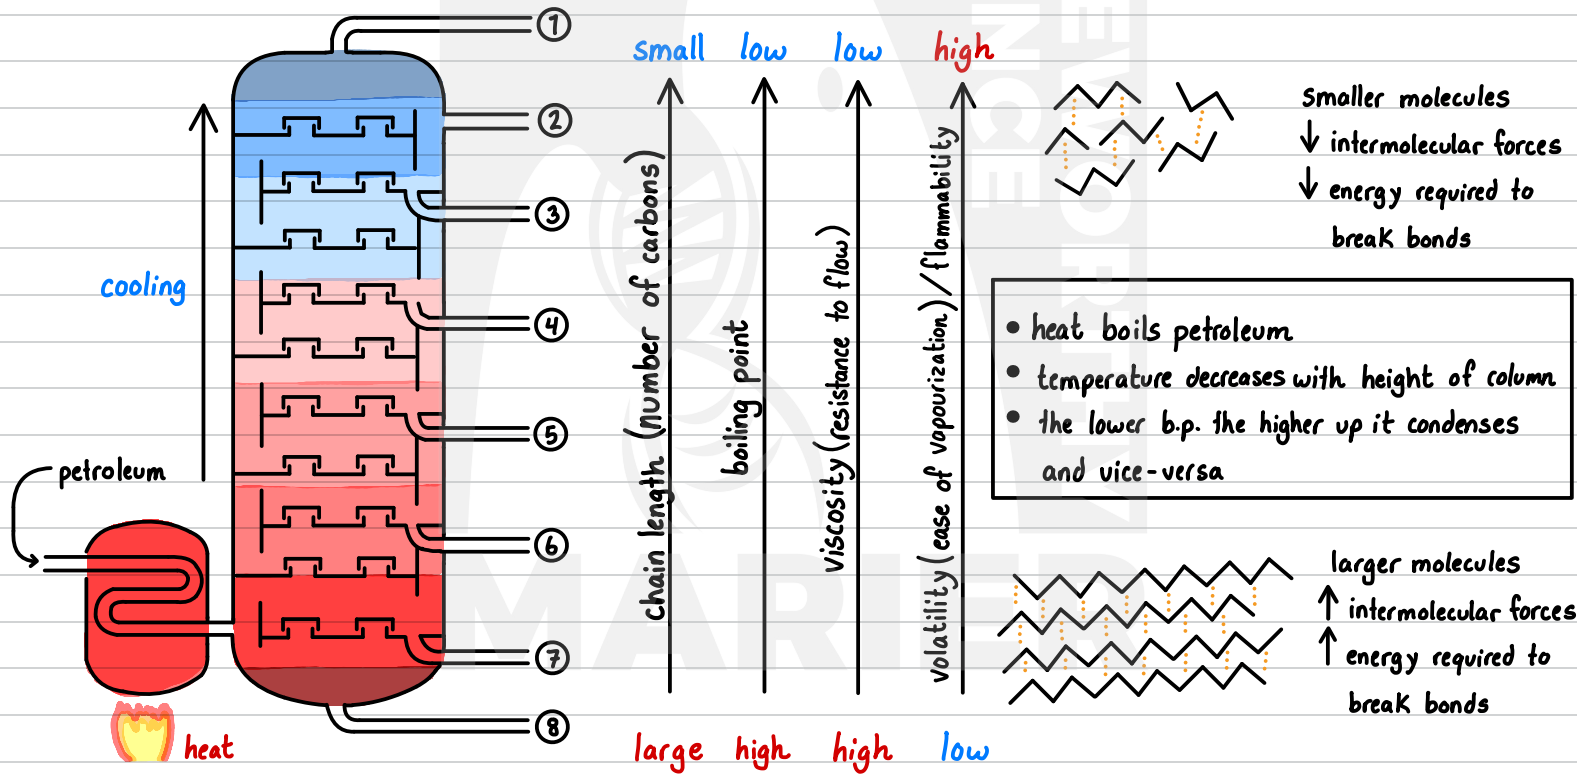 1
2
3
4
5
6
7
8
cooling
petroleum
heat
small
low
low
high
chain length (number of carbons)
boiling point
viscosity (resistance to flow)
volatility (ease of vapourization) / flammability
large
high
high
low
smaller molecules
↓ intermolecular forces
↓ energy required to
break bonds
• heat boils petroleum
• temperature decreases with height of column
• the lower b.p. the higher up it condenses
and vice-versa
larger molecules
↑ intermolecular forces
↑ energy required to
break bonds